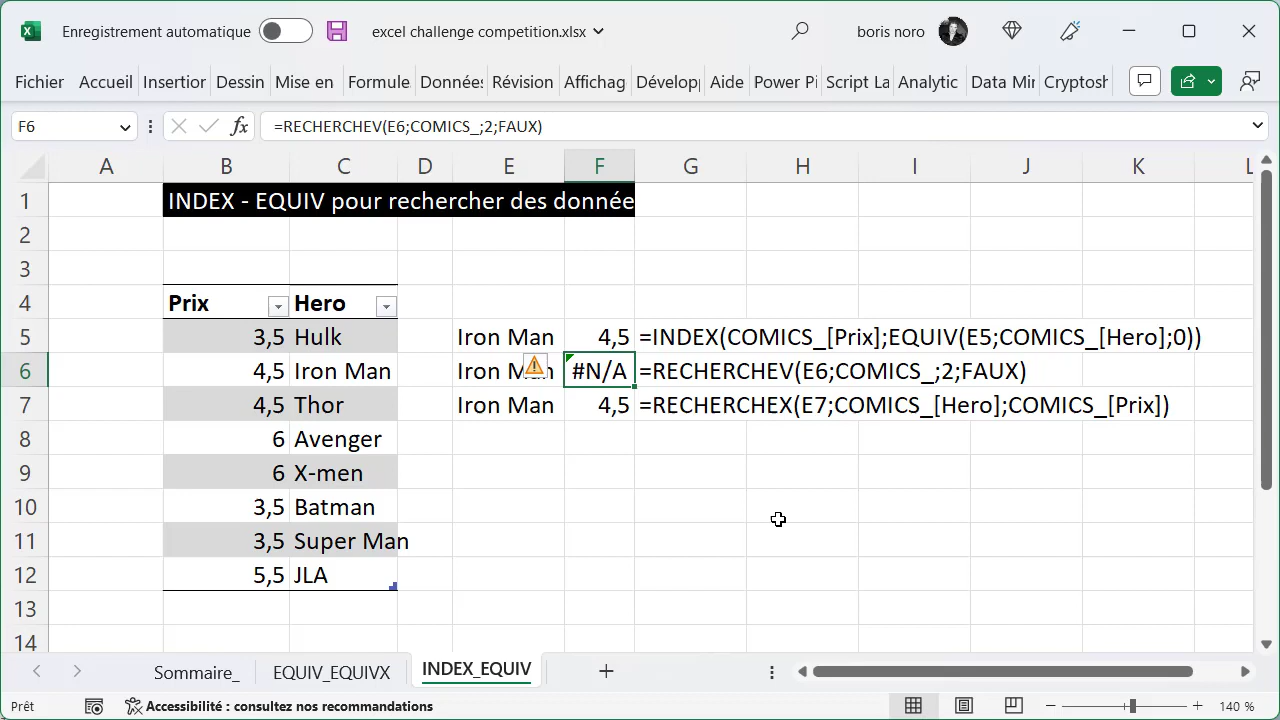 Enregistrement automatique
excel challenge competition.xlsx
boris noro
Fichier Accueil Insertior Dessin Mise en Formule Données Révision Affichag Dévelop Aide Power Pi Script La Analytic Data Mir Cryptosh
F6 fx =RECHERCHEV(E6;COMICS_;2;FAUX)
A B C D E F G H I J K L
1 INDEX - EQUIV pour rechercher des donnée
2
3
4 Prix Hero
5 3,5 Hulk Iron Man 4,5 =INDEX(COMICS_[Prix];EQUIV(E5;COMICS_[Hero];0))
6 4,5 Iron Man Iron Man #N/A =RECHERCHEV(E6;COMICS_;2;FAUX)
7 4,5 Thor Iron Man 4,5 =RECHERCHEX(E7;COMICS_[Hero];COMICS_[Prix])
8 6 Avenger
9 6 X-men
10 3,5 Batman
11 3,5 Super Man
12 5,5 JLA
13
14
Sommaire_ EQUIV_EQUIVX INDEX_EQUIV
Prêt Accessibilité : consultez nos recommandations 140 %